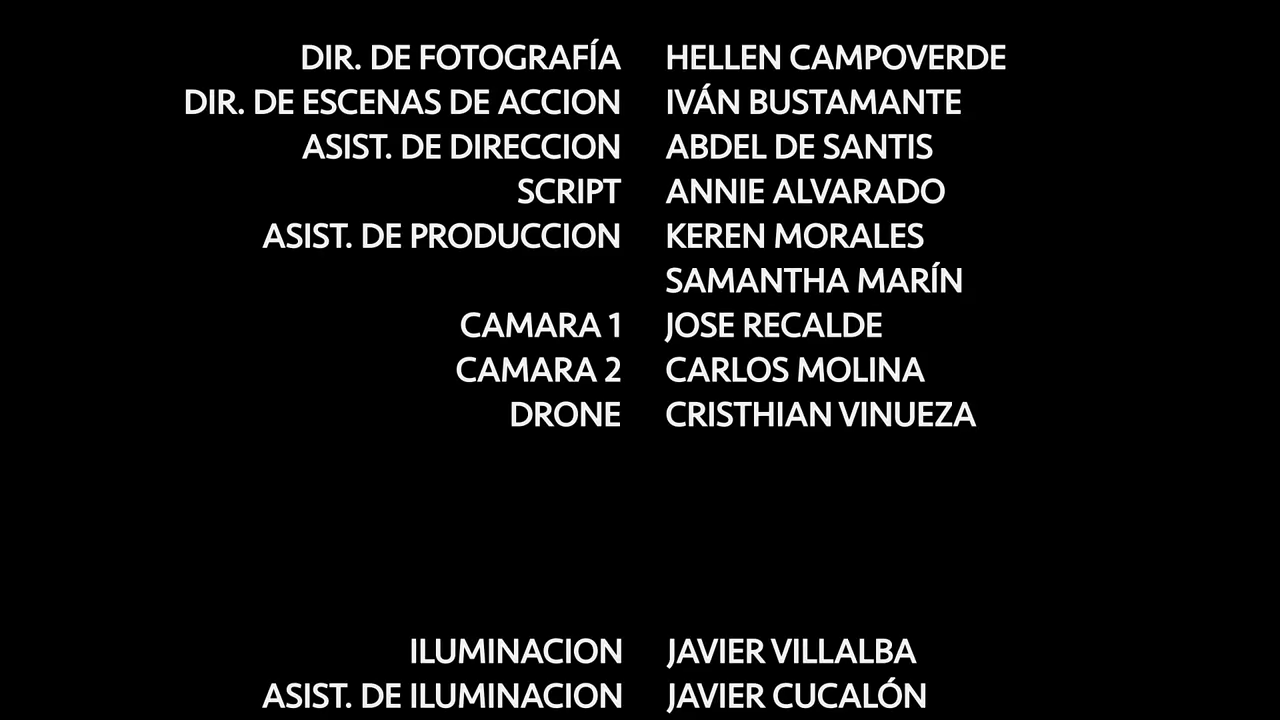 DIR. DE FOTOGRAFÍA HELLEN CAMPOVERDE
DIR. DE ESCENAS DE ACCION IVÁN BUSTAMANTE
ASIST. DE DIRECCION ABDEL DE SANTIS
SCRIPT ANNIE ALVARADO
ASIST. DE PRODUCCION KEREN MORALES
SAMANTHA MARÍN
CAMARA 1 JOSE RECALDE
CAMARA 2 CARLOS MOLINA
DRONE CRISTHIAN VINUEZA
ILUMINACION JAVIER VILLALBA
ASIST. DE ILUMINACION JAVIER CUCALÓN